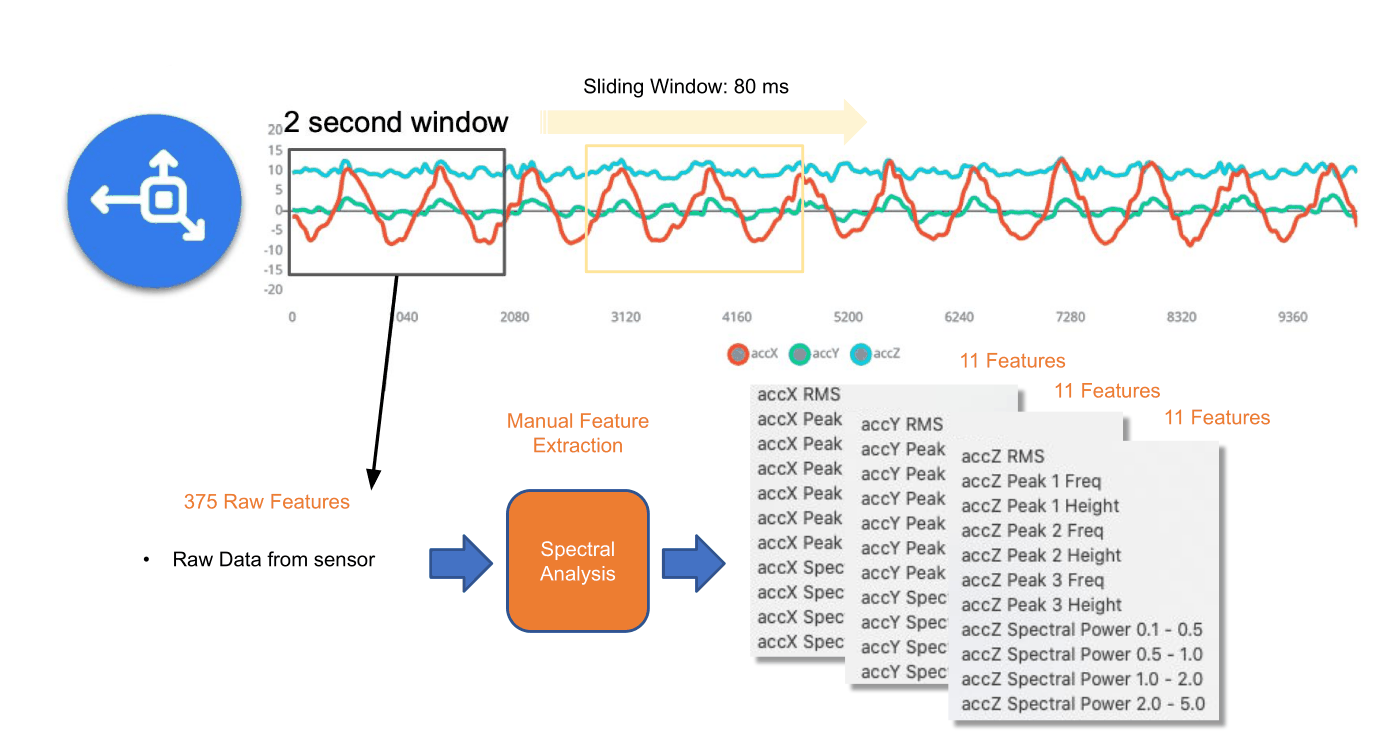 Sliding Window: 80 ms
2 second window
20
15
10
5
0
-5
-10
-15
-20
0 040 2080 3120 4160 5200 6240 7280 8320 9360
accX accY accZ
11 Features
11 Features
11 Features
Manual Feature
Extraction
375 Raw Features
• Raw Data from sensor
Spectral
Analysis
accX RMS
accX Peak
accX Peak
accX Peak
accX Peak
accX Peak
accX Peak
accX Spec
accX Spec
accX Spec
accX Spec
accY RMS
accY Peak
accY Peak
accY Peak
accY Peak
accY Peak
accY Peak
accY Spec
accY Spec
accY Spec
accY Spec
accZ RMS
accZ Peak 1 Freq
accZ Peak 1 Height
accZ Peak 2 Freq
accZ Peak 2 Height
accZ Peak 3 Freq
accZ Peak 3 Height
accZ Spectral Power 0.1 - 0.5
accZ Spectral Power 0.5 - 1.0
accZ Spectral Power 1.0 - 2.0
accZ Spectral Power 2.0 - 5.0